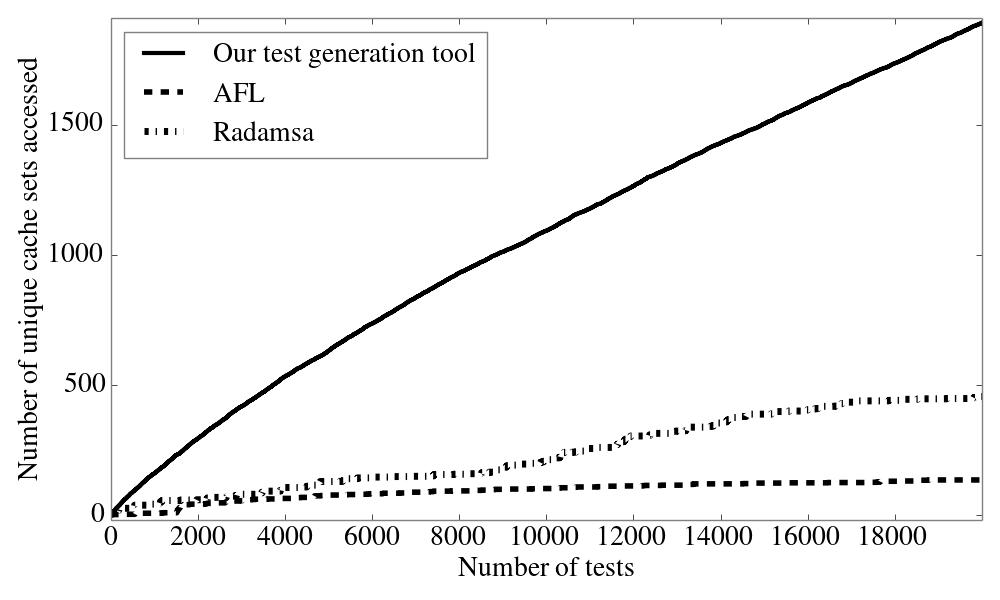 Number of unique cache sets accessed
1500
1000
500
0
Our test generation tool
AFL
Radamsa
0 2000 4000 6000 8000 10000 12000 14000 16000 18000
Number of tests